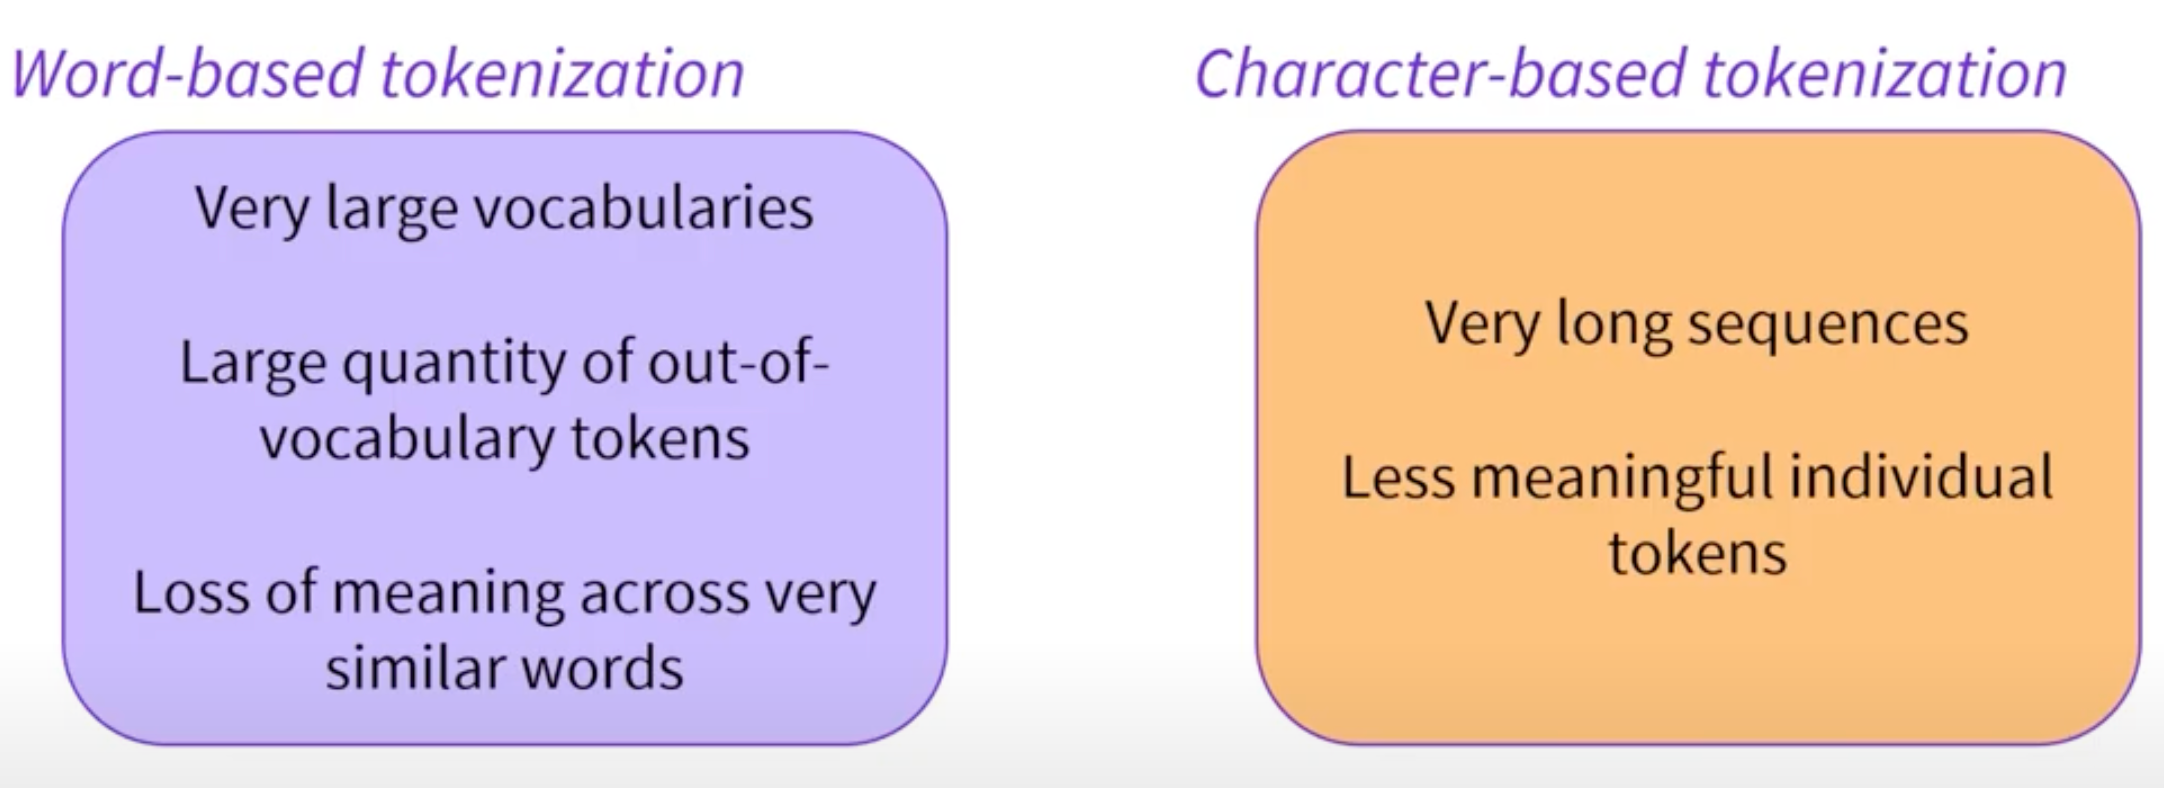 Word-based tokenization
Very large vocabularies
Large quantity of out-of-
vocabulary tokens
Loss of meaning across very
similar words
Character-based tokenization
Very long sequences
Less meaningful individual
tokens